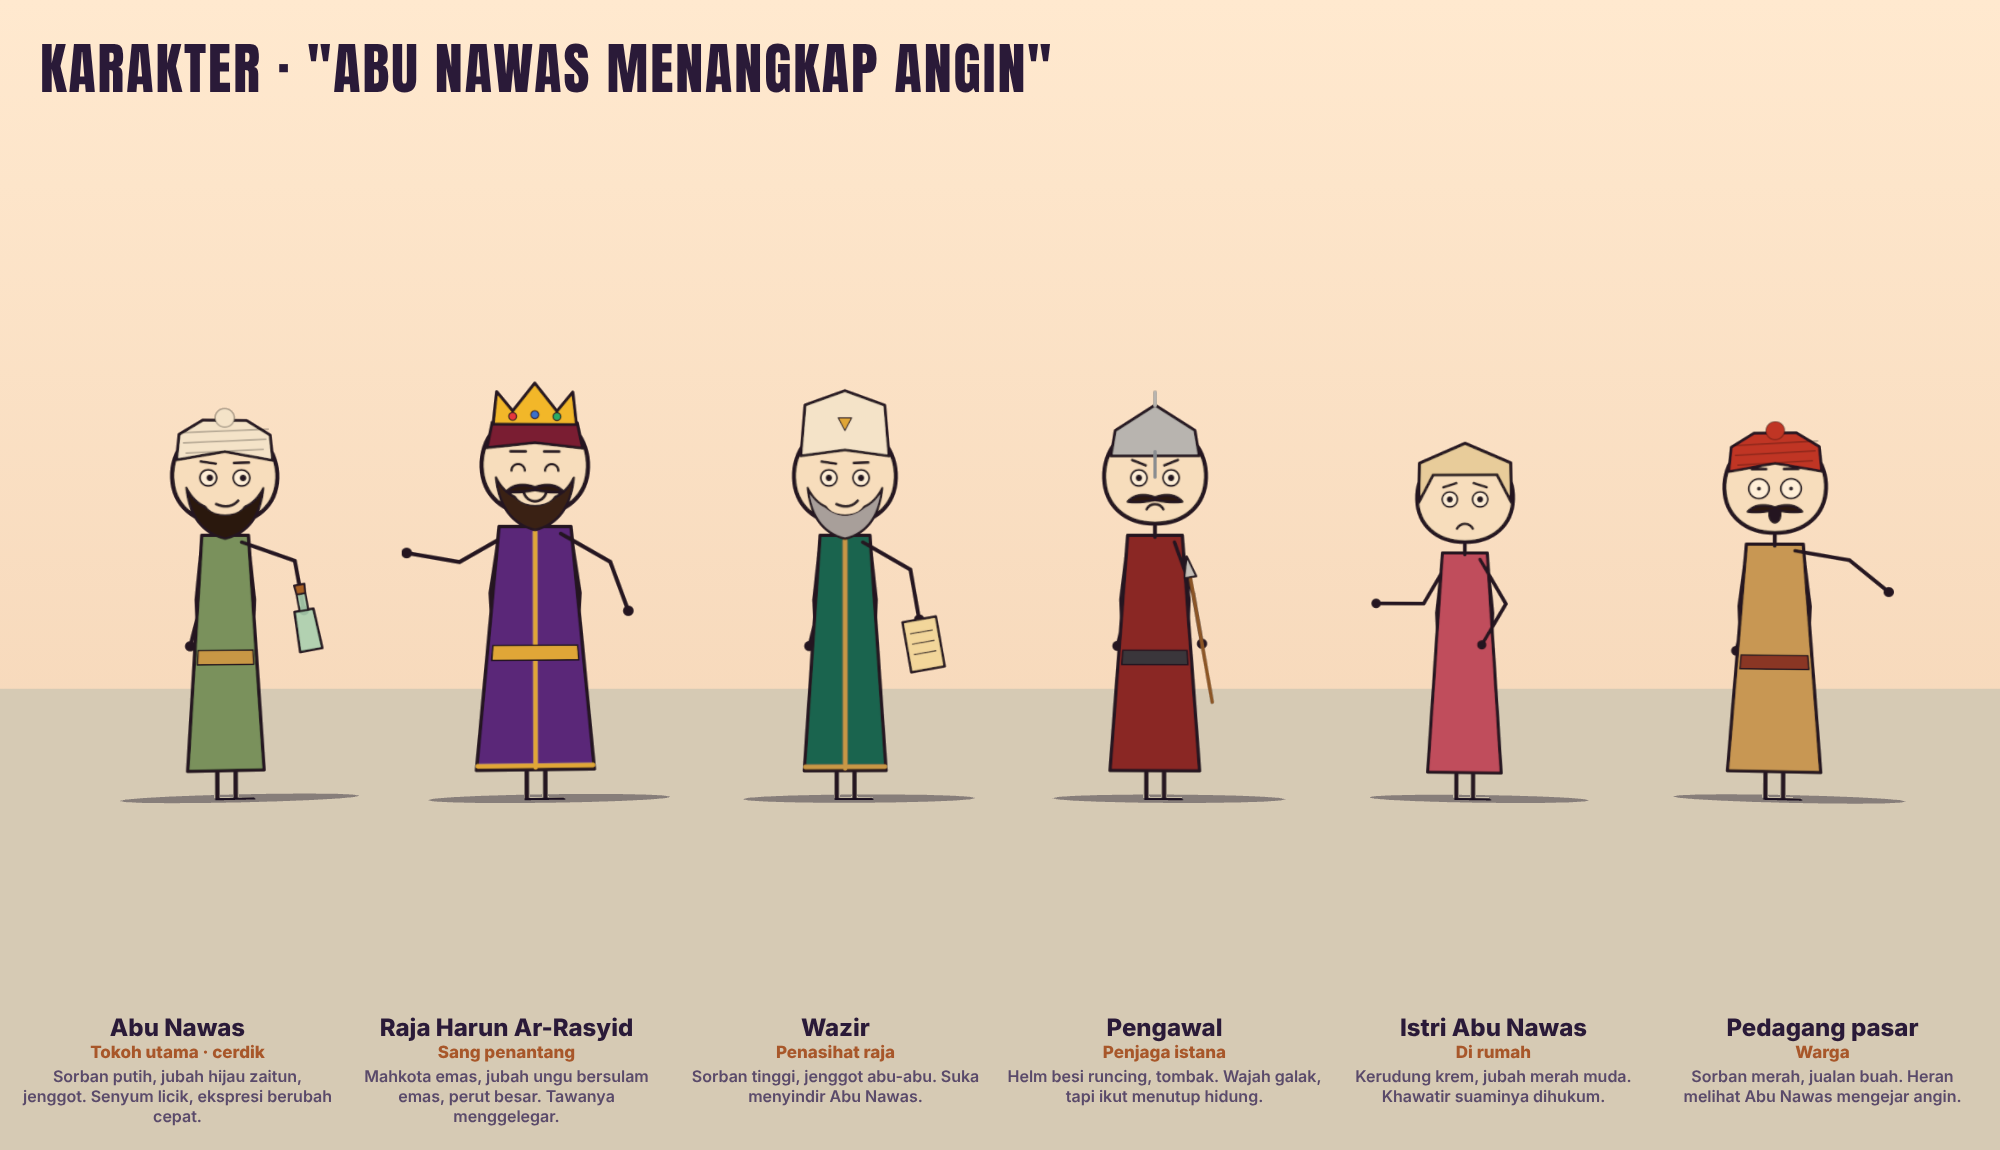 KARAKTER · "ABU NAWAS MENANGKAP ANGIN"
Abu Nawas
Tokoh utama · cerdik
Sorban putih, jubah hijau zaitun,
jenggot. Senyum licik, ekspresi berubah
cepat.
Raja Harun Ar-Rasyid
Sang penantang
Mahkota emas, jubah ungu bersulam
emas, perut besar. Tawanya
menggelegar.
Wazir
Penasihat raja
Sorban tinggi, jenggot abu-abu. Suka
menyindir Abu Nawas.
Pengawal
Penjaga istana
Helm besi runcing, tombak. Wajah galak,
tapi ikut menutup hidung.
Istri Abu Nawas
Di rumah
Kerudung krem, jubah merah muda.
Khawatir suaminya dihukum.
Pedagang pasar
Warga
Sorban merah, jualan buah. Heran
melihat Abu Nawas mengejar angin.